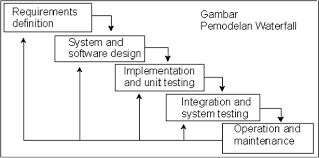 Requirements
definition
Gambar
Pemodelan Waterfall
System and
software design
Implementation
and unit testing
Integration and
system testing
Operation and
maintenance